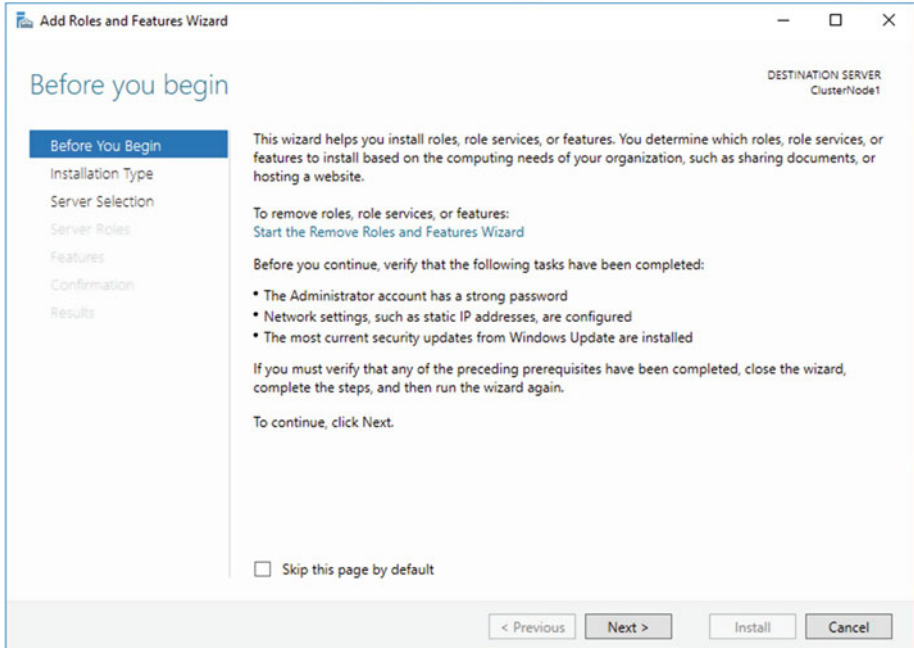 Add Roles and Features Wizard
Before you begin
DESTINATION SERVER
ClusterNode1
Before You Begin
Installation Type
Server Selection
Server Roles
Features
Confirmation
Results
This wizard helps you install roles, role services, or features. You determine which roles, role services, or
features to install based on the computing needs of your organization, such as sharing documents, or
hosting a website.
To remove roles, role services, or features:
Start the Remove Roles and Features Wizard
Before you continue, verify that the following tasks have been completed:
• The Administrator account has a strong password
• Network settings, such as static IP addresses, are configured
• The most current security updates from Windows Update are installed
If you must verify that any of the preceding prerequisites have been completed, close the wizard,
complete the steps, and then run the wizard again.
To continue, click Next.
Skip this page by default
< Previous
Next >
Install
Cancel